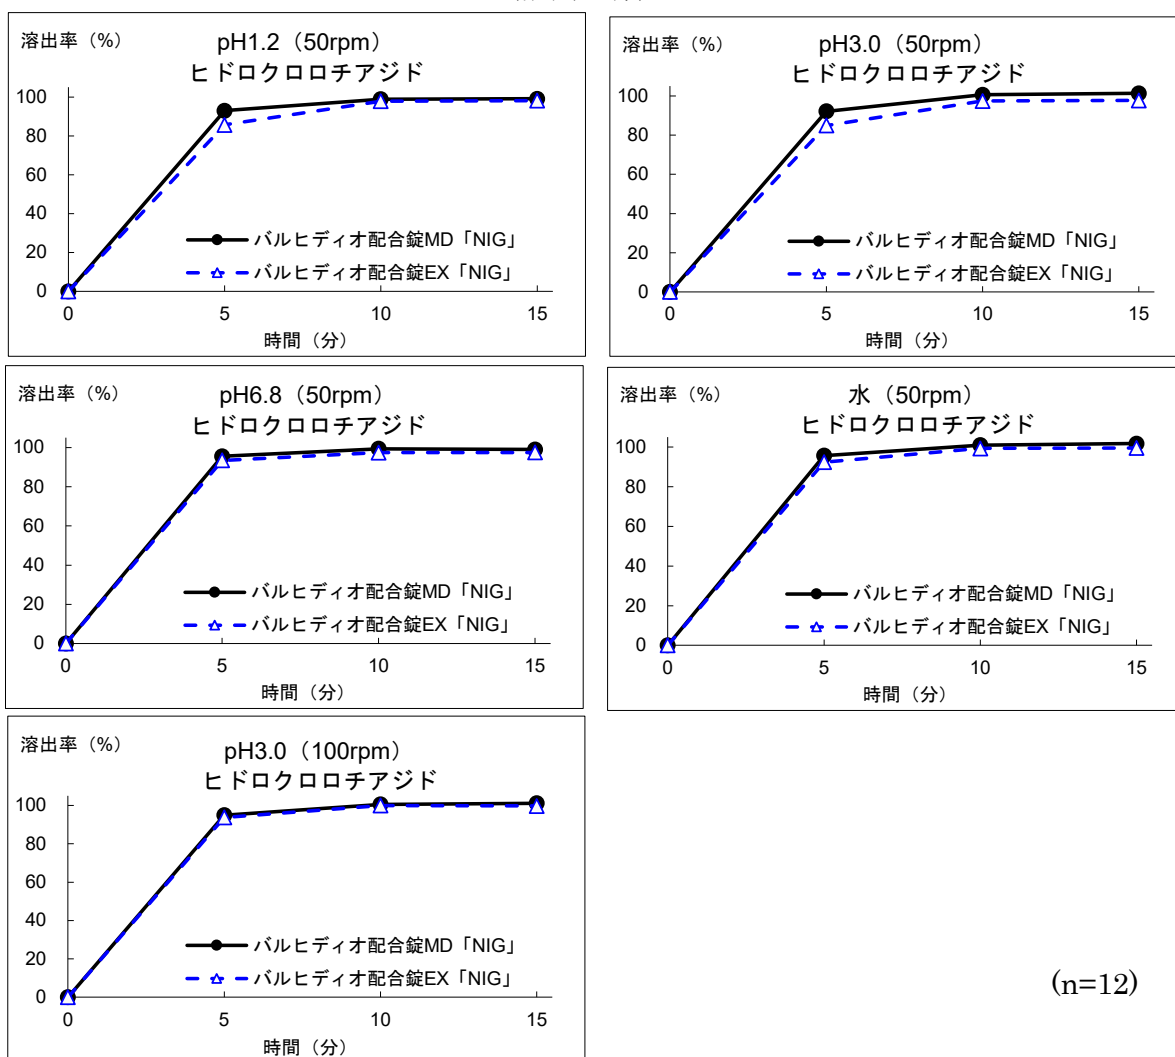 溶出率（%）
pH1.2（50rpm）
ヒドロクロロチアジド
100
80
60
40
20
0
バルヒディオ配合錠MD「NIG」
バルヒディオ配合錠EX「NIG」
0 5 10 15
時間（分）
溶出率（%）
pH3.0（50rpm）
ヒドロクロロチアジド
100
80
60
40
20
0
バルヒディオ配合錠MD「NIG」
バルヒディオ配合錠EX「NIG」
0 5 10 15
時間（分）
溶出率（%）
pH6.8（50rpm）
ヒドロクロロチアジド
100
80
60
40
20
0
バルヒディオ配合錠MD「NIG」
バルヒディオ配合錠EX「NIG」
0 5 10 15
時間（分）
溶出率（%）
水（50rpm）
ヒドロクロロチアジド
100
80
60
40
20
0
バルヒディオ配合錠MD「NIG」
バルヒディオ配合錠EX「NIG」
0 5 10 15
時間（分）
溶出率（%）
pH3.0（100rpm）
ヒドロクロロチアジド
100
80
60
40
20
0
バルヒディオ配合錠MD「NIG」
バルヒディオ配合錠EX「NIG」
0 5 10 15
時間（分）
(n=12)